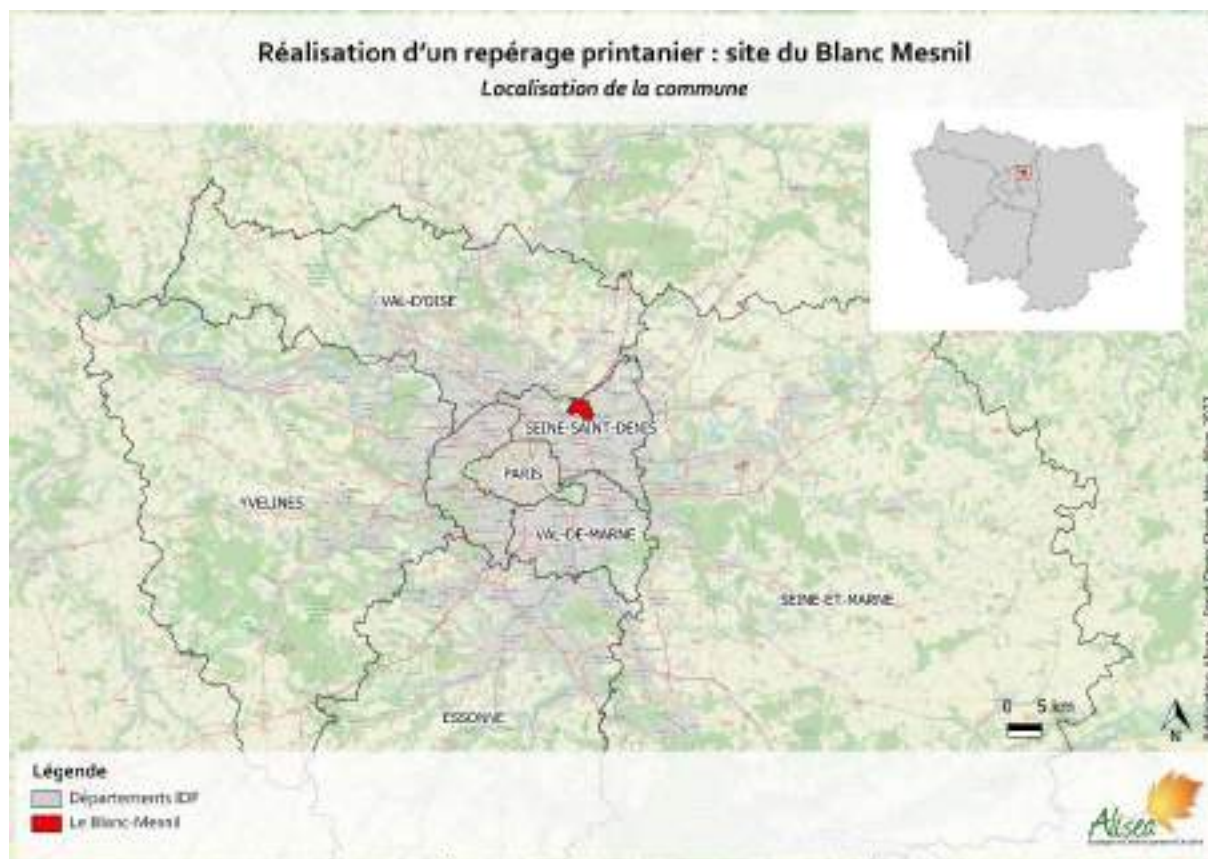 Réalisation d'un repérage printanier : site du Blanc Mesnil
Localisation de la commune
VAL-D'OISE
SEINE-SAINT-DENIS
PARIS
YVELINES
VAL-DE-MARNE
SEINE-ET-MARNE
ESSONNE
0 5 km
N
Légende
Départements IDF
Le Blanc-Mesnil
Alisea